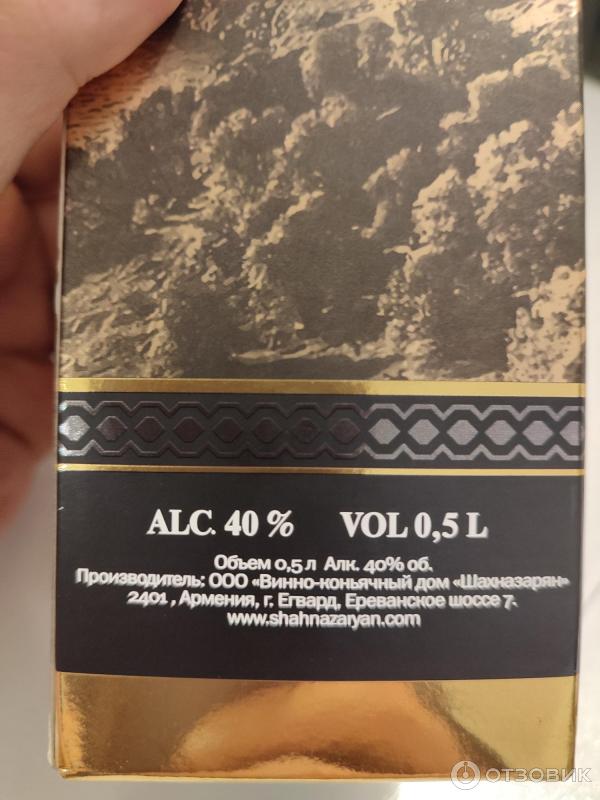 ALC. 40 % VOL 0,5 L
Объем 0,5 л Алк. 40% об.
Производитель: ООО «Винно-коньячный дом «Шахназарян»
2401 , Армения, г. Егвард, Ереванское шоссе 7.
www.shahnazaryan.com
ОТЗОВИК